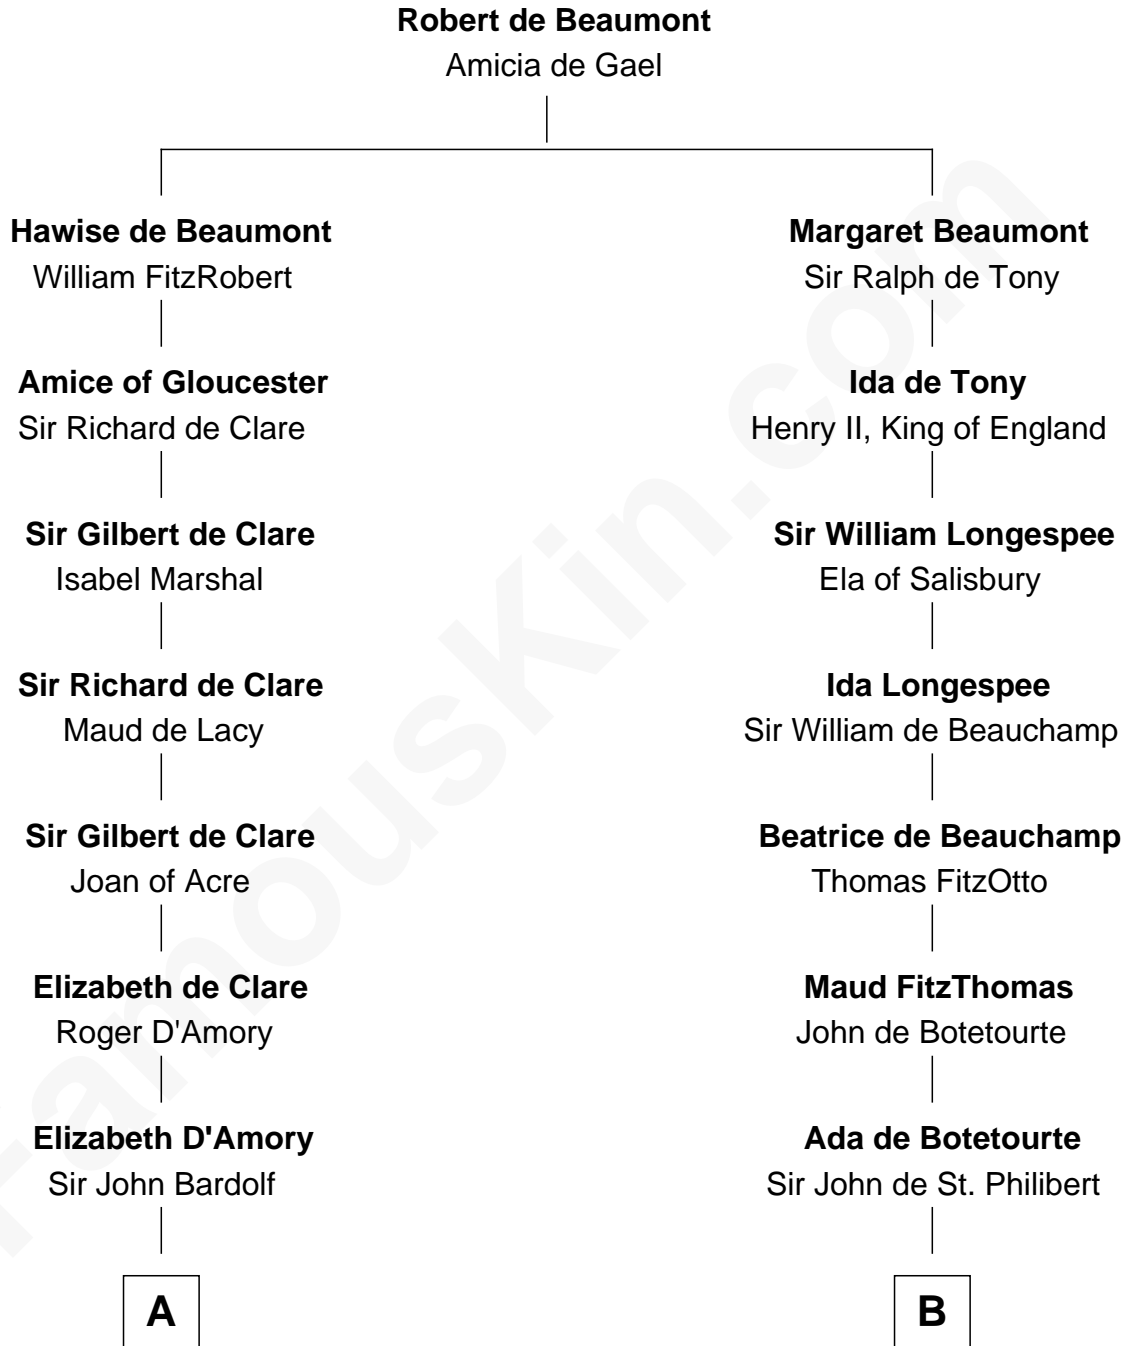 Robert de Beaumont
Amicia de Gael
Hawise de Beaumont
William FitzRobert
Margaret Beaumont
Sir Ralph de Tony
Amice of Gloucester
Sir Richard de Clare
Ida de Tony
Henry II, King of England
Sir Gilbert de Clare
Isabel Marshal
Sir William Longespee
Ela of Salisbury
Sir Richard de Clare
Maud de Lacy
Ida Longespee
Sir William de Beauchamp
Sir Gilbert de Clare
Joan of Acre
Beatrice de Beauchamp
Thomas FitzOtto
Elizabeth de Clare
Roger D'Amory
Maud FitzThomas
John de Botetourte
Elizabeth D'Amory
Sir John Bardolf
Ada de Botetourte
Sir John de St. Philibert
A
B
FamousKin.com